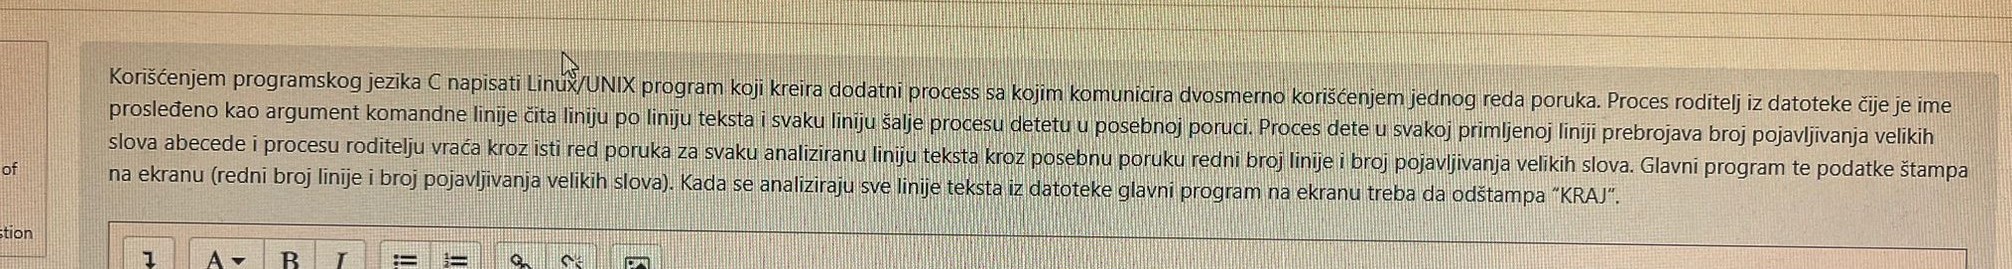 Korišćenjem programskog jezika C napisati Linux/UNIX program koji kreira dodatni process sa kojim komunicira dvosmerno korišćenjem jednog reda poruka. Proces roditelj iz datoteke čije je ime
prosleđeno kao argument komandne linije čita liniju po liniju teksta i svaku liniju šalje procesu detetu u posebnoj poruci. Proces dete u svakoj primljenoj liniji prebrojava broj pojavljivanja velikih
slova abecede i procesu roditelju vraća kroz isti red poruka za svaku analiziranu liniju teksta kroz posebnu poruku redni broj linije i broj pojavljivanja velikih slova. Glavni program te podatke štampa
of
na ekranu (redni broj linije i broj pojavljivanja velikih slova). Kada se analiziraju sve linije teksta iz datoteke glavni program na ekranu treba da odštampa "KRAJ".
stion
A B I